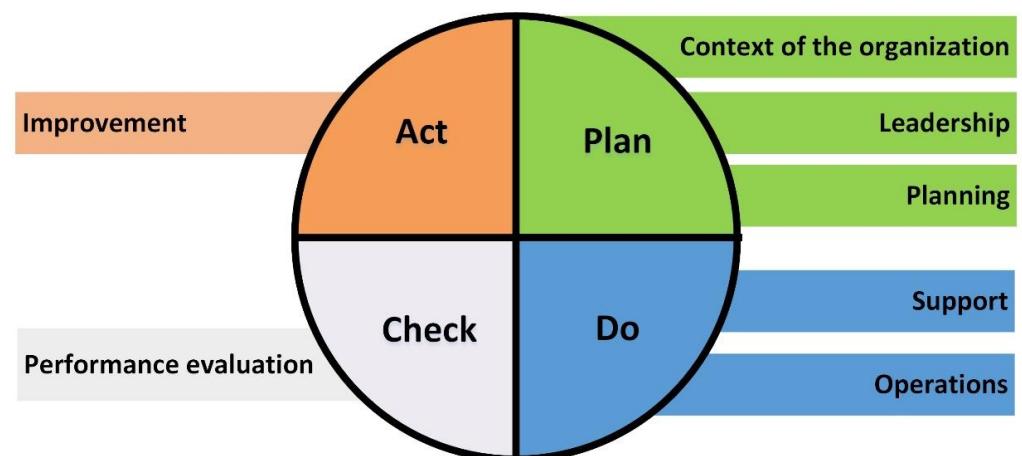 Context of the organization
Improvement
Act
Plan
Leadership
Planning
Support
Check
Do
Performance evaluation
Operations